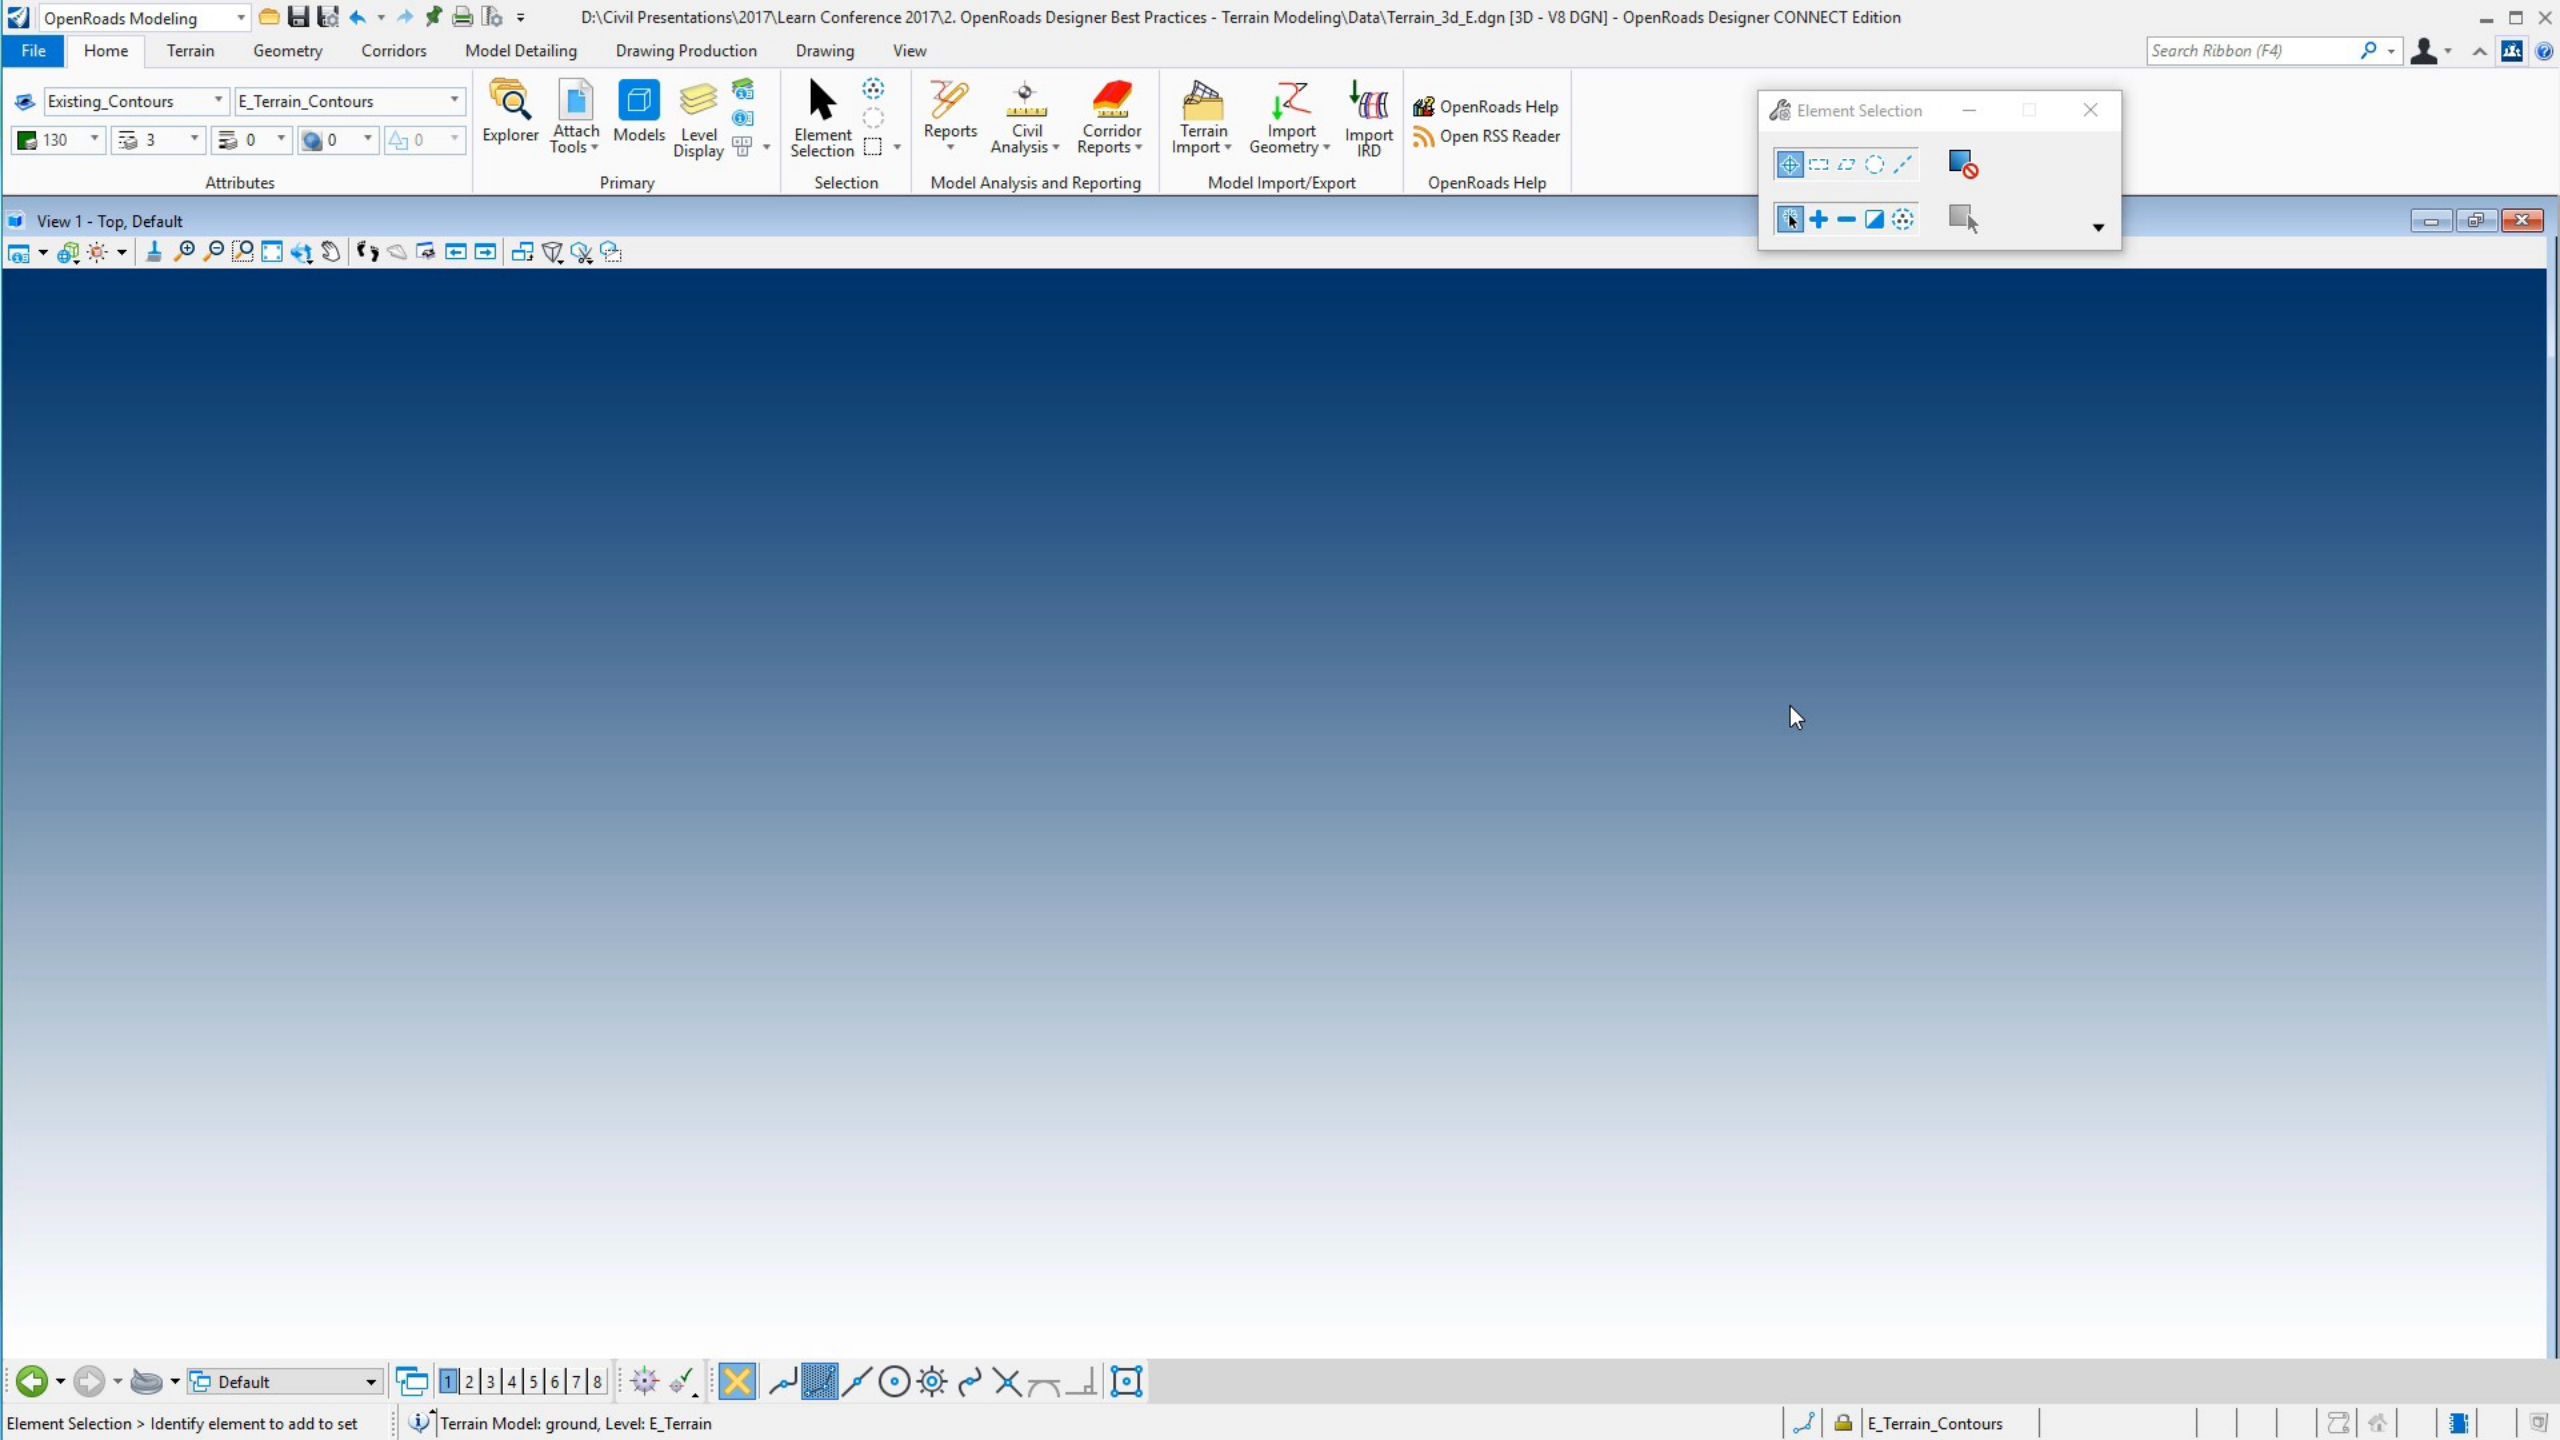 OpenRoads Modeling
D:\Civil Presentations\2017\Learn Conference 2017\2. OpenRoads Designer Best Practices - Terrain Modeling\Data\Terrain_3d_E.dgn [3D - V8 DGN] - OpenRoads Designer CONNECT Edition
File Home Terrain Geometry Corridors Model Detailing Drawing Production Drawing View
Search Ribbon (F4)
Existing_Contours E_Terrain_Contours
130 3 0 0 0
Attributes
Explorer
Attach
Tools
Models
Level
Display
Primary
Element
Selection
Selection
Reports
Civil
Analysis
Corridor
Reports
Model Analysis and Reporting
Terrain
Import
Import
Geometry
Import
IRD
Model Import/Export
OpenRoads Help
Open RSS Reader
OpenRoads Help
Element Selection
View 1 - Top, Default
Default
1 2 3 4 5 6 7 8
Element Selection > Identify element to add to set
Terrain Model: ground, Level: E_Terrain
E_Terrain_Contours